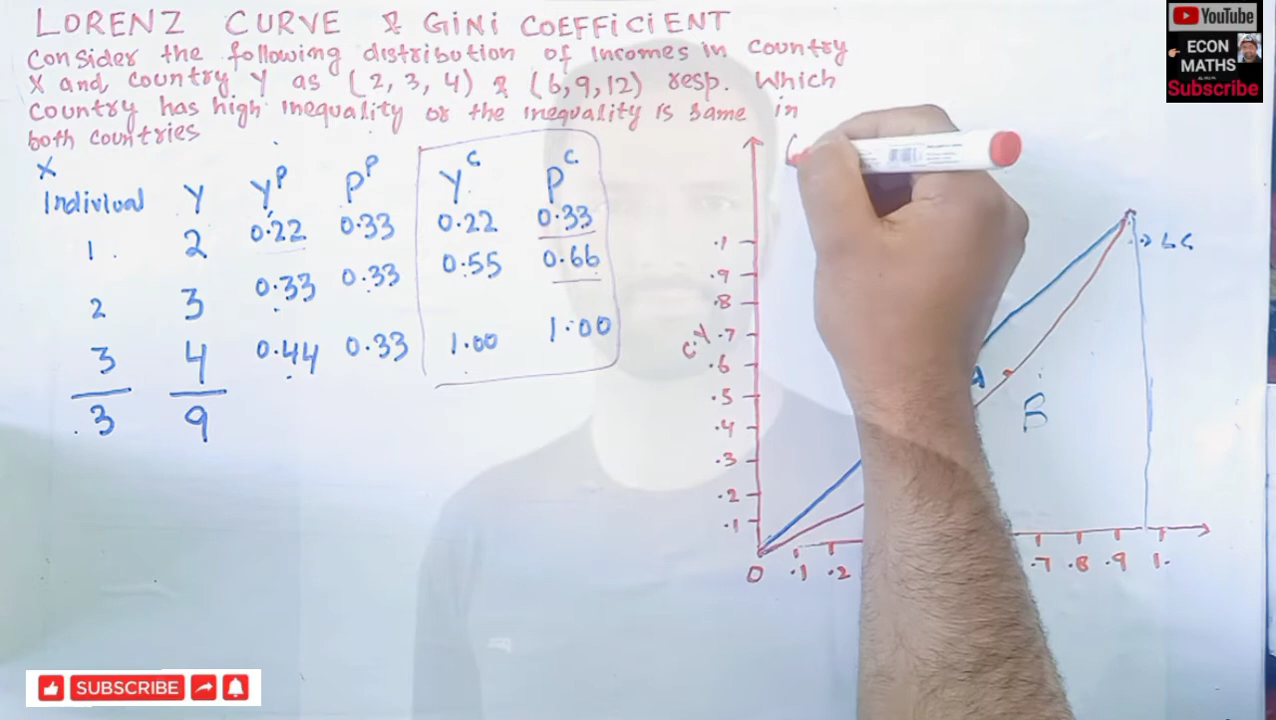 LORENZ CURVE & GINI COEFFICIENT
Consider the following distribution of Incomes in country
X and country Y as (2, 3, 4) & (6, 9, 12) resp. Which
Country has high inequality or the inequality is same in
both countries
YouTube
ECON
MATHS
Subscribe
X
Individual Y Y^P P^P Y^C P^C
1. 2 0.22 0.33 0.22 0.33
2 3 0.33 0.33 0.55 0.66
3 4 0.44 0.33 1.00 1.00
3 9
C.Y
.1
.9
.8
.7
.6
.5
.4
.3
.2
.1
→ LC
A
B
0 .1 .2 .7 .8 .9 1.
SUBSCRIBE